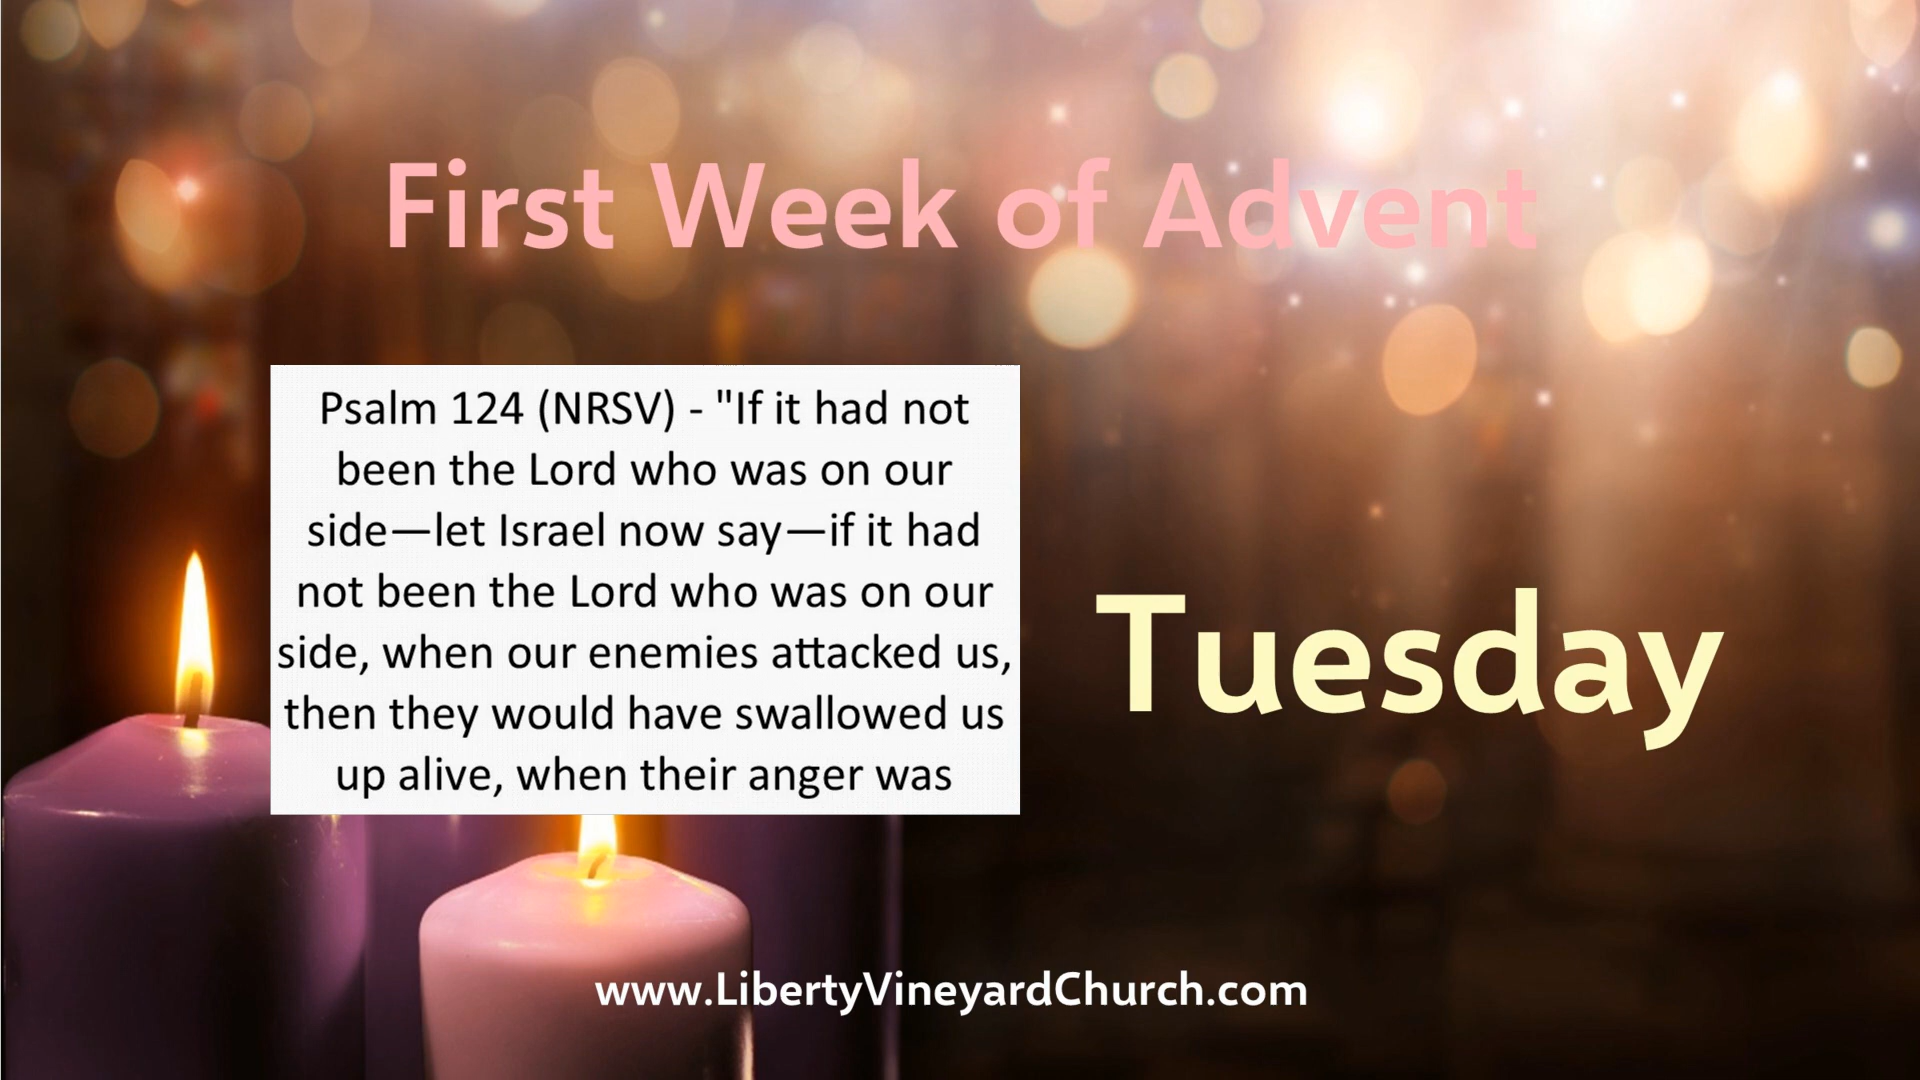 First Week of Advent
Psalm 124 (NRSV) - "If it had not
been the Lord who was on our
side—let Israel now say—if it had
not been the Lord who was on our
side, when our enemies attacked us,
then they would have swallowed us
up alive, when their anger was
Tuesday
www.LibertyVineyardChurch.com